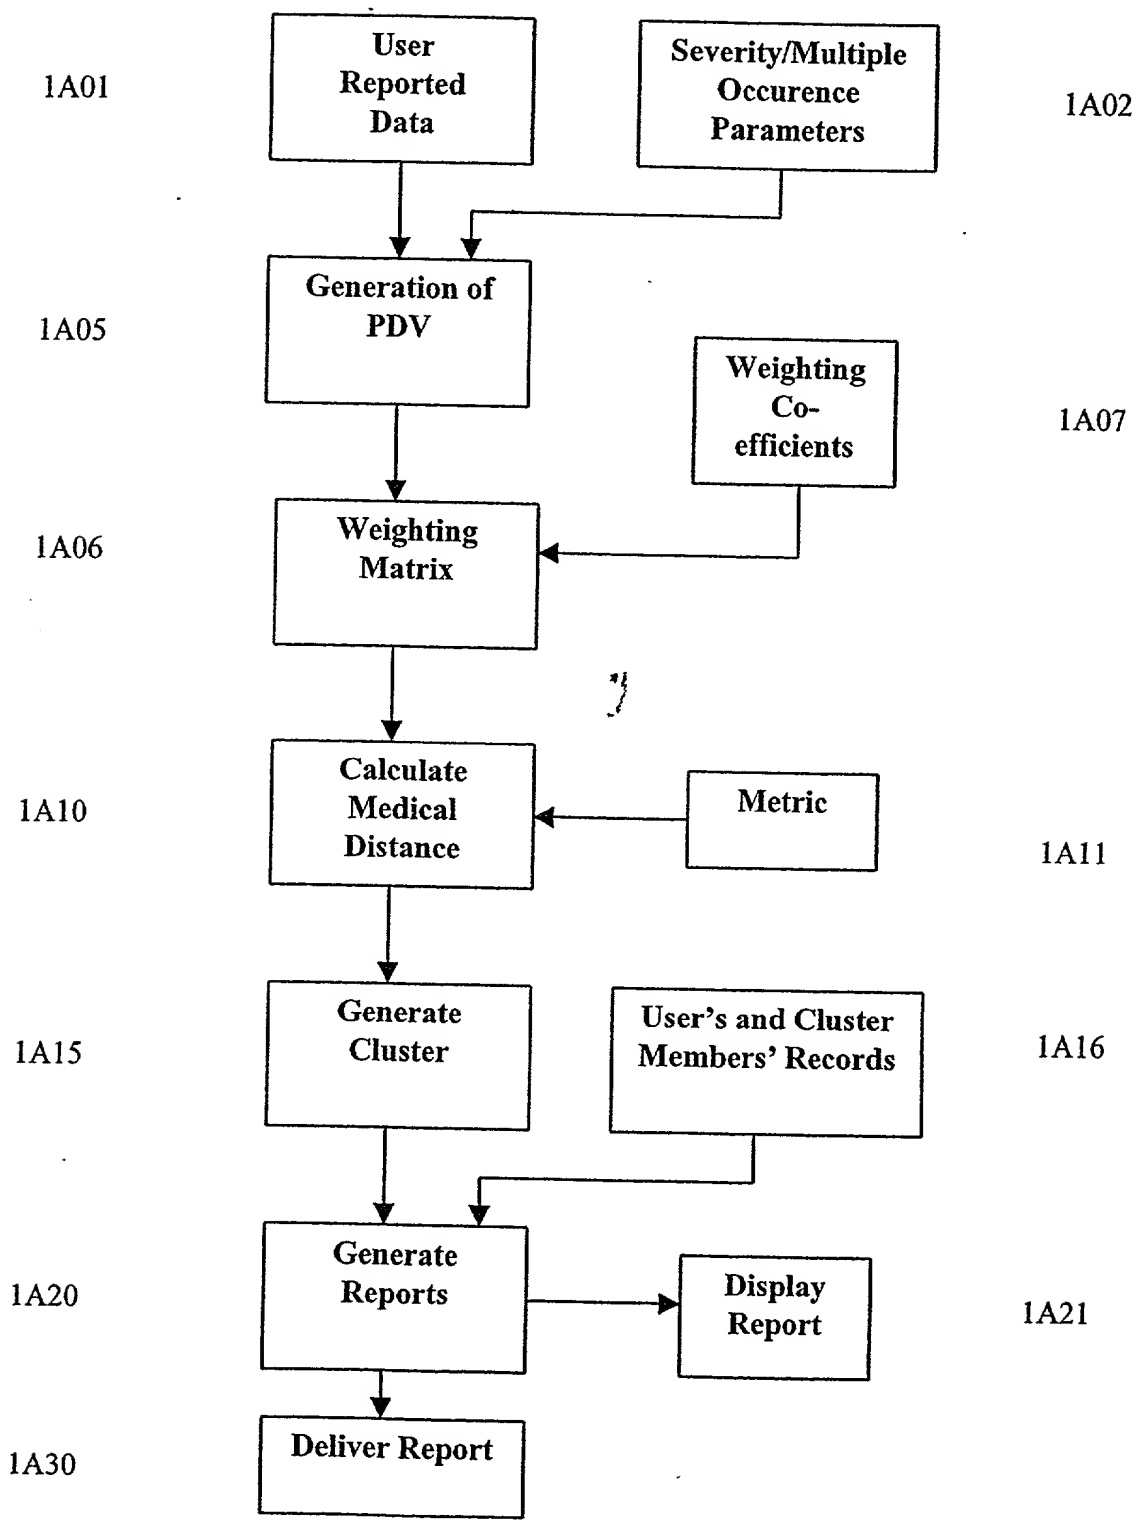 1A01
User
Reported
Data
Severity/Multiple
Occurence
Parameters
1A02
1A05
Generation of
PDV
Weighting
Co-
efficients
1A07
1A06
Weighting
Matrix
1A10
Calculate
Medical
Distance
Metric
1A11
1A15
Generate
Cluster
User's and Cluster
Members' Records
1A16
1A20
Generate
Reports
Display
Report
1A21
1A30
Deliver Report